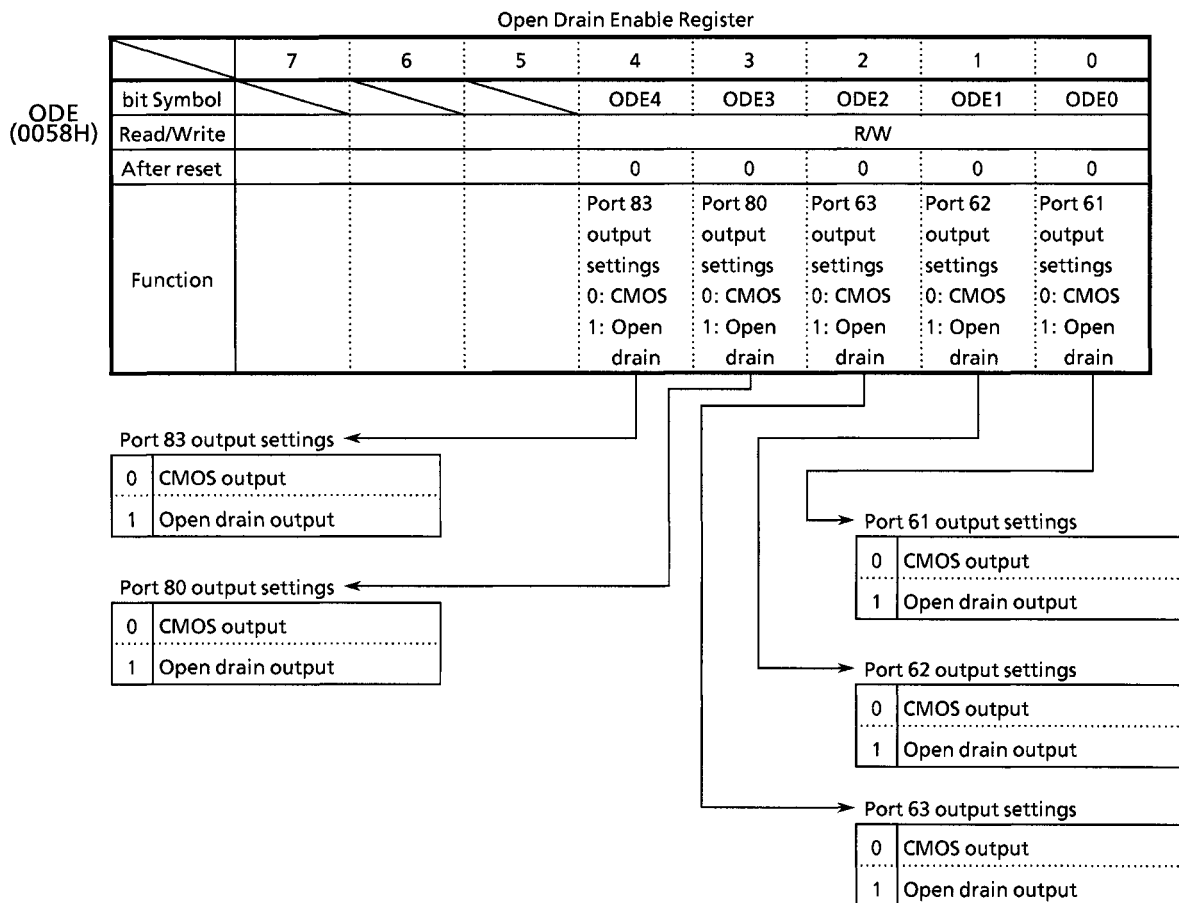 Open Drain Enable Register
7 6 5 4 3 2 1 0
ODE
(0058H)
bit Symbol ODE4 ODE3 ODE2 ODE1 ODE0
Read/Write R/W
After reset 0 0 0 0 0
Function
Port 83 Port 80 Port 63 Port 62 Port 61
output output output output output
settings settings settings settings settings
0: CMOS 0: CMOS 0: CMOS 0: CMOS 0: CMOS
1: Open 1: Open 1: Open 1: Open 1: Open
drain drain drain drain drain
Port 83 output settings
0 CMOS output
1 Open drain output
Port 80 output settings
0 CMOS output
1 Open drain output
Port 61 output settings
0 CMOS output
1 Open drain output
Port 62 output settings
0 CMOS output
1 Open drain output
Port 63 output settings
0 CMOS output
1 Open drain output